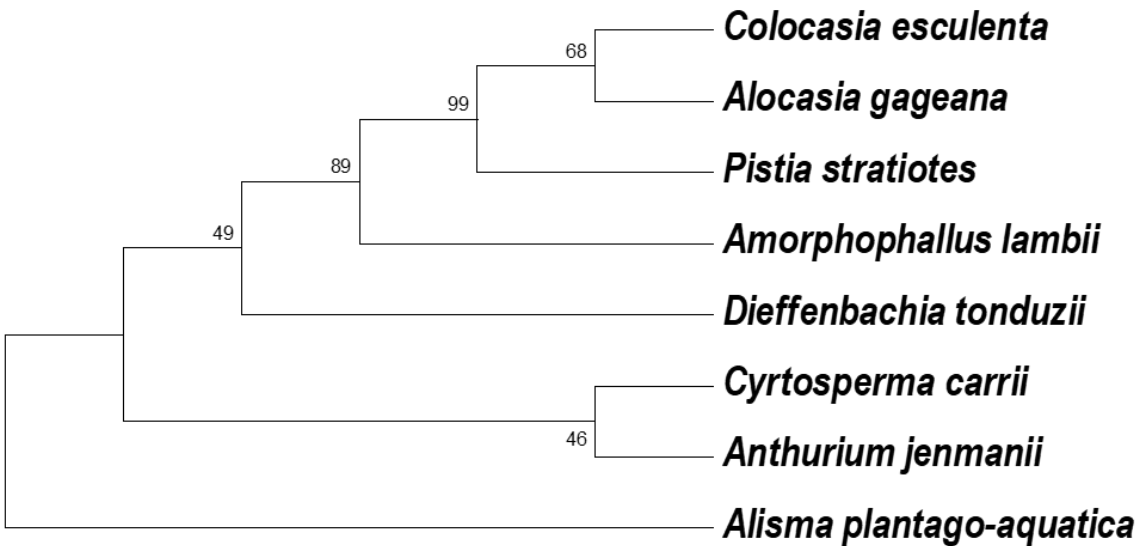 Colocasia esculenta
68
Alocasia gageana
99
Pistia stratiotes
89
Amorphophallus lambii
49
Dieffenbachia tonduzii
Cyrtosperma carrii
46
Anthurium jenmanii
Alisma plantago-aquatica